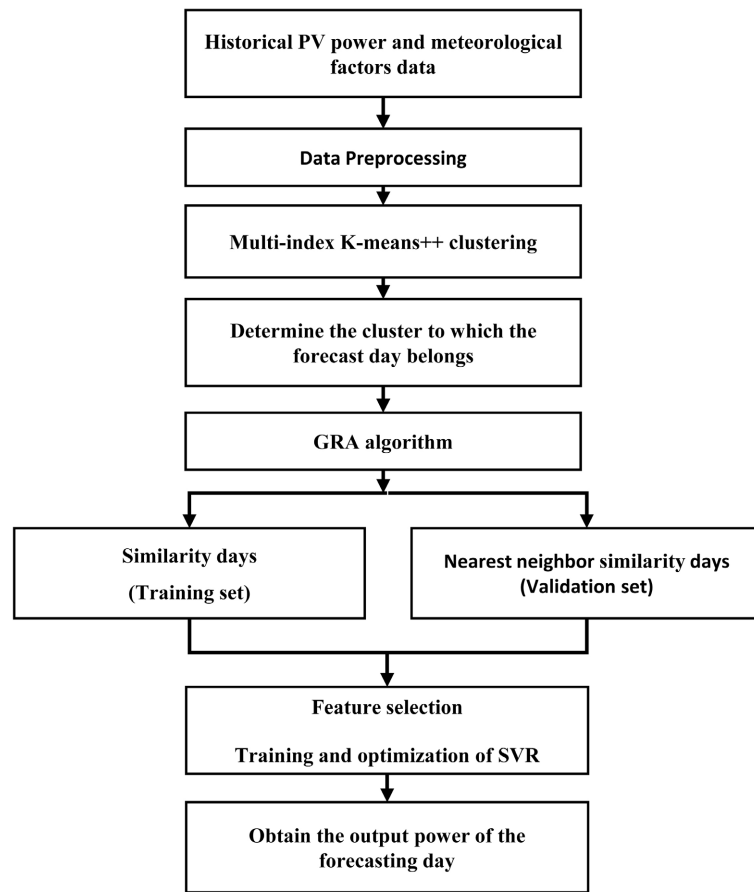 Historical PV power and meteorological
factors data
Data Preprocessing
Multi-index K-means++ clustering
Determine the cluster to which the
forecast day belongs
GRA algorithm
Similarity days
(Training set)
Nearest neighbor similarity days
(Validation set)
Feature selection
Training and optimization of SVR
Obtain the output power of the
forecasting day